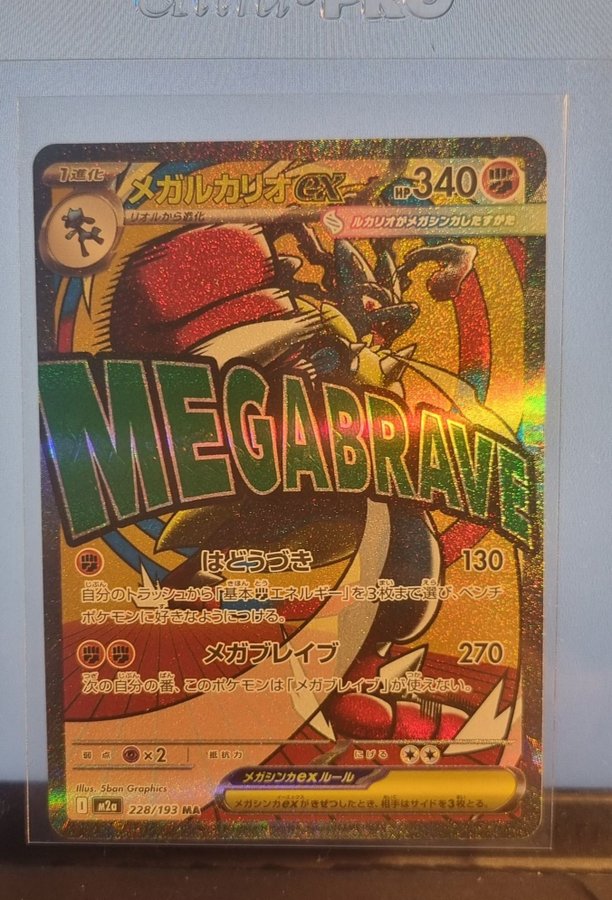 PRO
1進化
メガルカリオex
HP340
リオルから進化
ルカリオがメガシンカしたすがた
MEGABRAVE
はどうづき 130
自分のトラッシュから「基本エネルギー」を3枚まで選び、ベンチ
ポケモンに好きなようにつける。
メガブレイブ 270
次の自分の番、このポケモンは「メガブレイブ」が使えない。
弱点 ×2 抵抗力 にげる
メガシンカexルール
メガシンカexがきぜつしたとき、相手はサイドを3枚とる。
Illus. 5ban Graphics
I m2a 228/193 MA